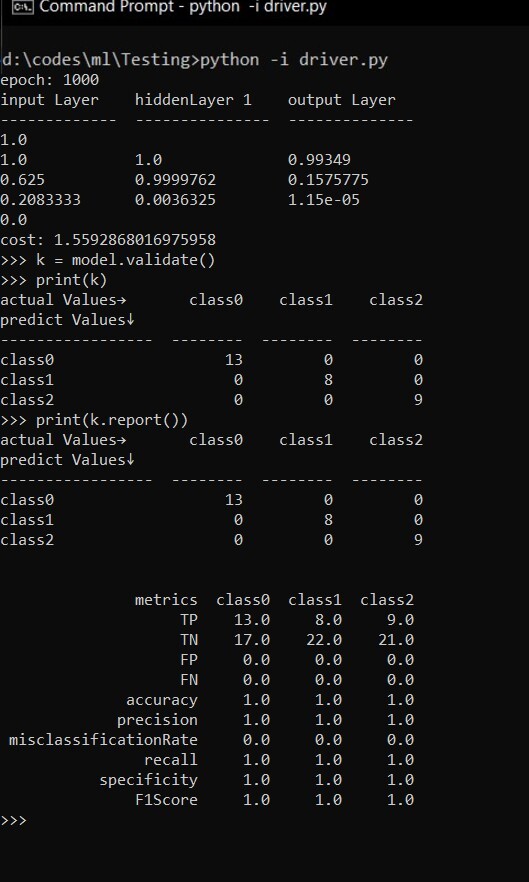 Command Prompt - python -i driver.py
d:\codes\ml\Testing>python -i driver.py
epoch: 1000
input Layer    hiddenLayer 1    output Layer
-------------  ---------------  --------------
1.0
1.0            1.0              0.99349
0.625          0.9999762        0.1575775
0.2083333      0.0036325        1.15e-05
0.0
cost: 1.5592868016975958
>>> k = model.validate()
>>> print(k)
actual Values→       class0    class1    class2
predict Values↓
-----------------  --------  --------  --------
class0                   13         0         0
class1                    0         8         0
class2                    0         0         9
>>> print(k.report())
actual Values→       class0    class1    class2
predict Values↓
-----------------  --------  --------  --------
class0                   13         0         0
class1                    0         8         0
class2                    0         0         9
metrics  class0  class1  class2
TP    13.0     8.0     9.0
TN    17.0    22.0    21.0
FP     0.0     0.0     0.0
FN     0.0     0.0     0.0
accuracy     1.0     1.0     1.0
precision     1.0     1.0     1.0
misclassificationRate     0.0     0.0     0.0
recall     1.0     1.0     1.0
specificity     1.0     1.0     1.0
F1Score     1.0     1.0     1.0
>>>